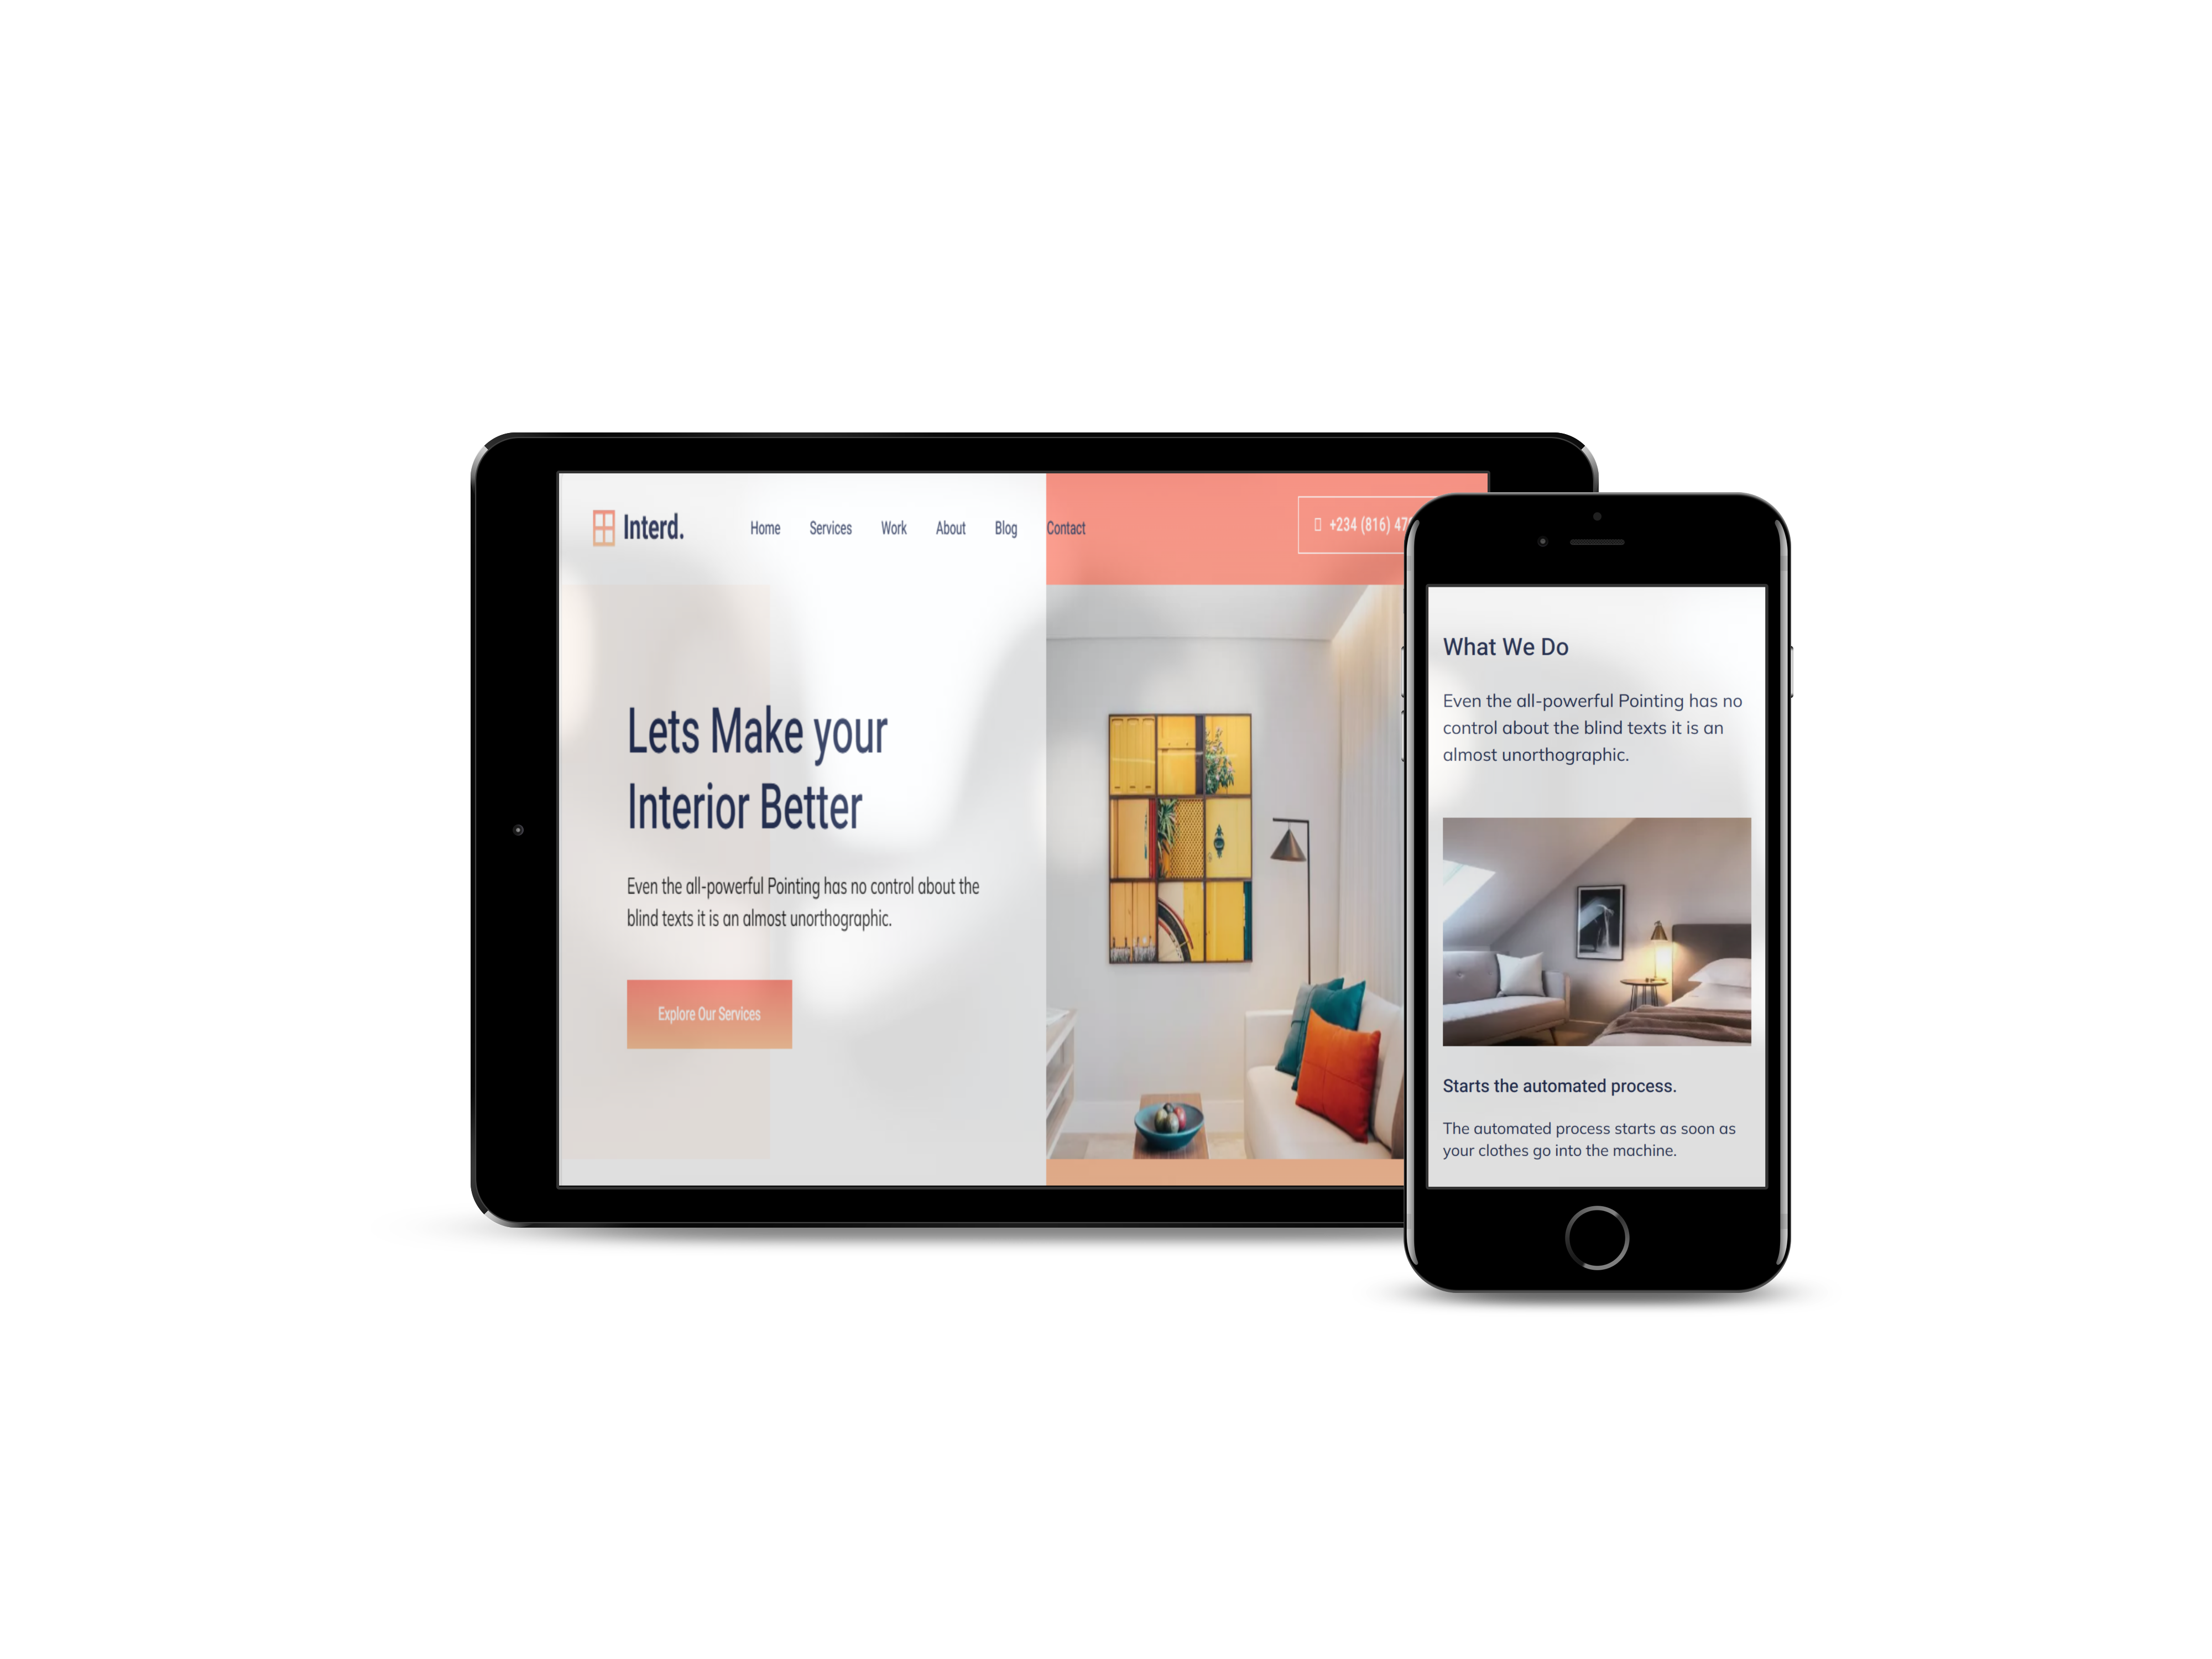 Interd.
Home Services Work About Blog Contact
+234 (816) 47
Lets Make your
Interior Better
Even the all-powerful Pointing has no control about the
blind texts it is an almost unorthographic.
Explore Our Services
What We Do
Even the all-powerful Pointing has no
control about the blind texts it is an
almost unorthographic.
Starts the automated process.
The automated process starts as soon as
your clothes go into the machine.